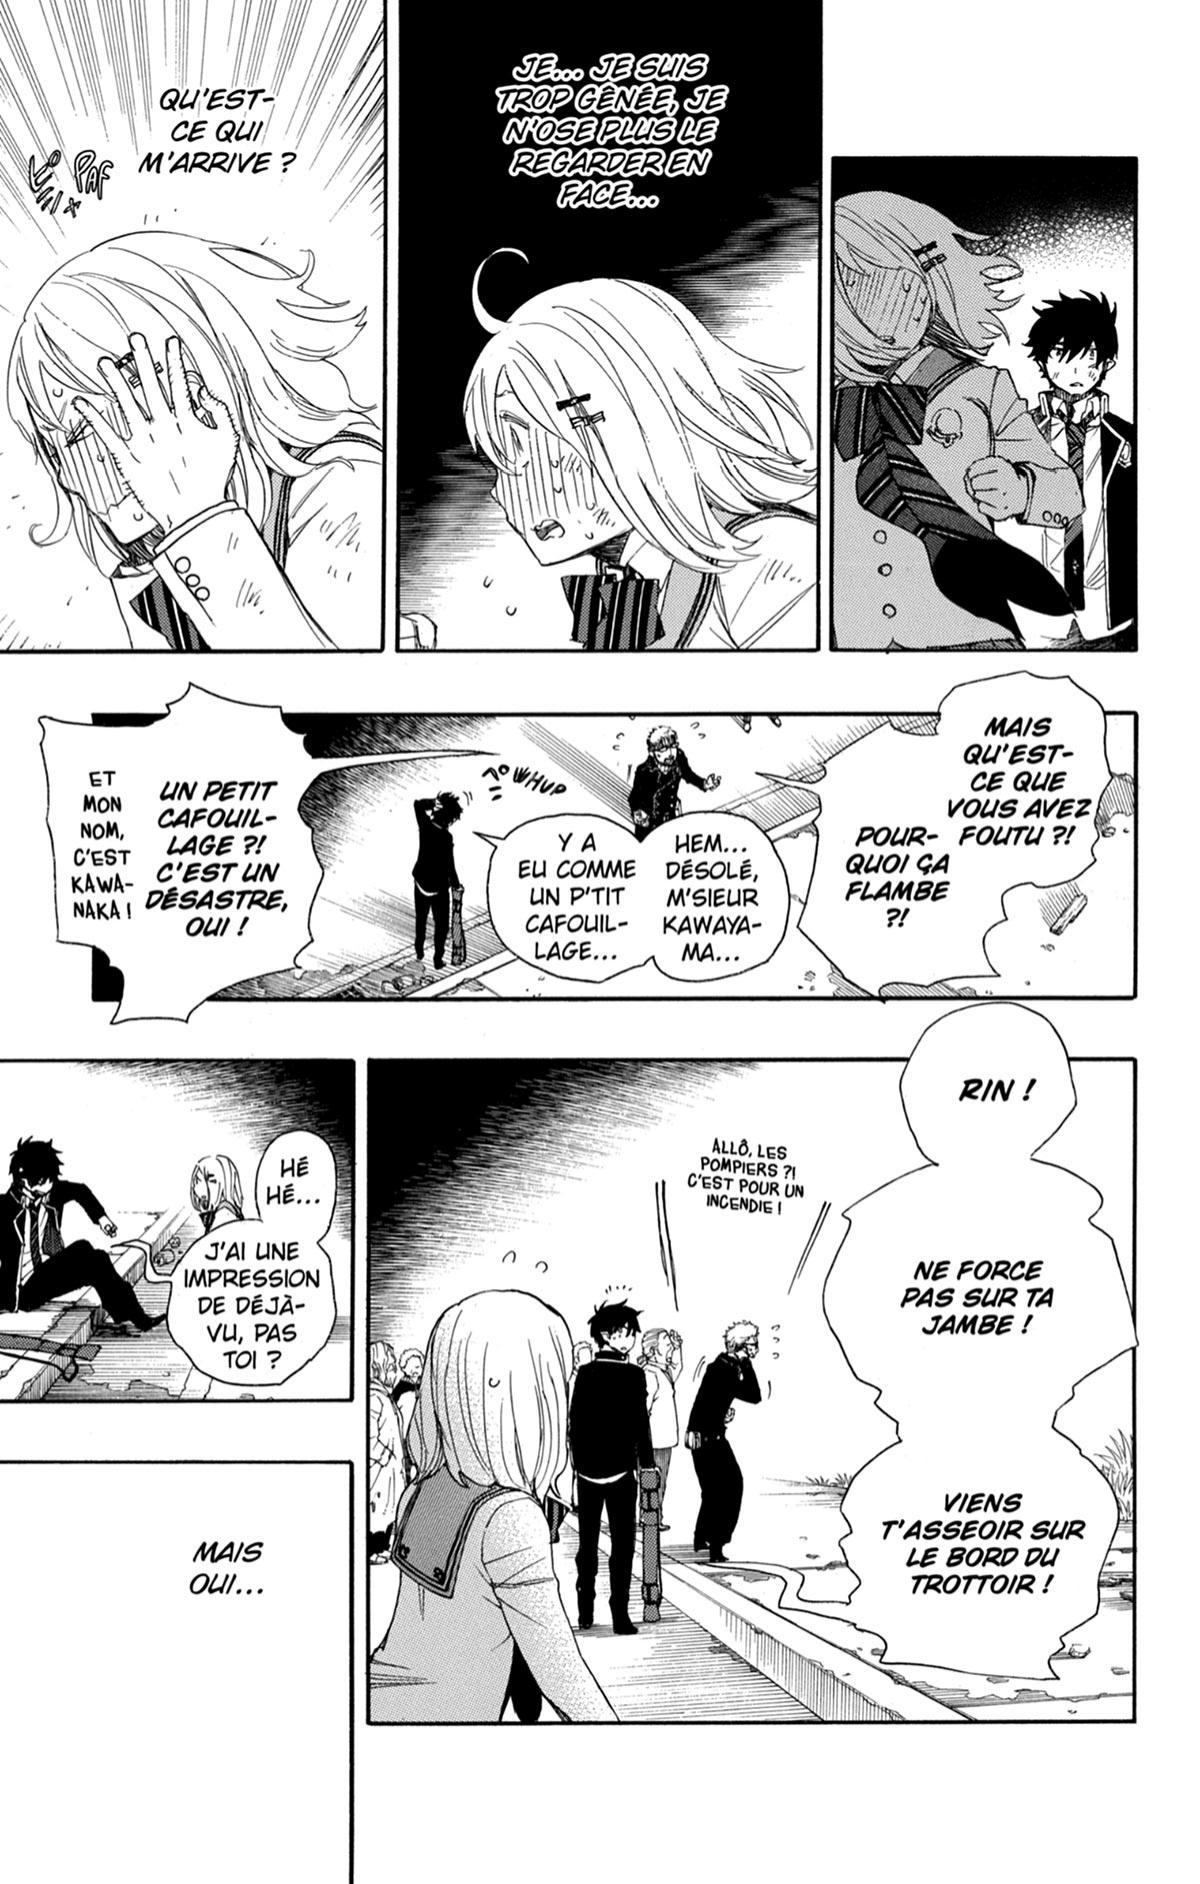 JE... JE SUIS
TROP GÊNÉE, JE
N'OSE PLUS LE
REGARDER EN
FACE...
QU'EST-
CE QUI
M'ARRIVE ?
PAF
MAIS
QU'EST-
CE QUE
VOUS AVEZ
FOUTU ?!
POUR-
QUOI ÇA
FLAMBE
?!
HEM...
DÉSOLÉ,
M'SIEUR
KAWAYA-
MA...
Y A
EU COMME
UN P'TIT
CAFOUIL-
LAGE...
WHUP
UN PETIT
CAFOUIL-
LAGE ?!
C'EST UN
DÉSASTRE,
OUI !
ET
MON
NOM,
C'EST
KAWA-
NAKA !
RIN !
ALLÔ, LES
POMPIERS ?!
C'EST POUR UN
INCENDIE !
NE FORCE
PAS SUR TA
JAMBE !
VIENS
T'ASSEOIR SUR
LE BORD DU
TROTTOIR !
HÉ
HÉ...
J'AI UNE
IMPRESSION
DE DÉJÀ-
VU, PAS
TOI ?
MAIS
OUI...